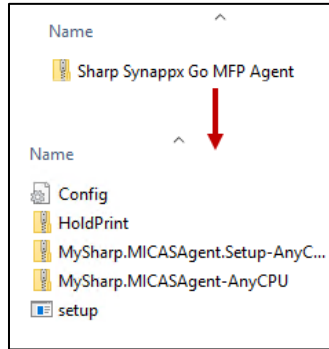 Name
Sharp Synappx Go MFP Agent
Name
Config
HoldPrint
MySharp.MICASAgent.Setup-AnyC...
MySharp.MICASAgent-AnyCPU
setup